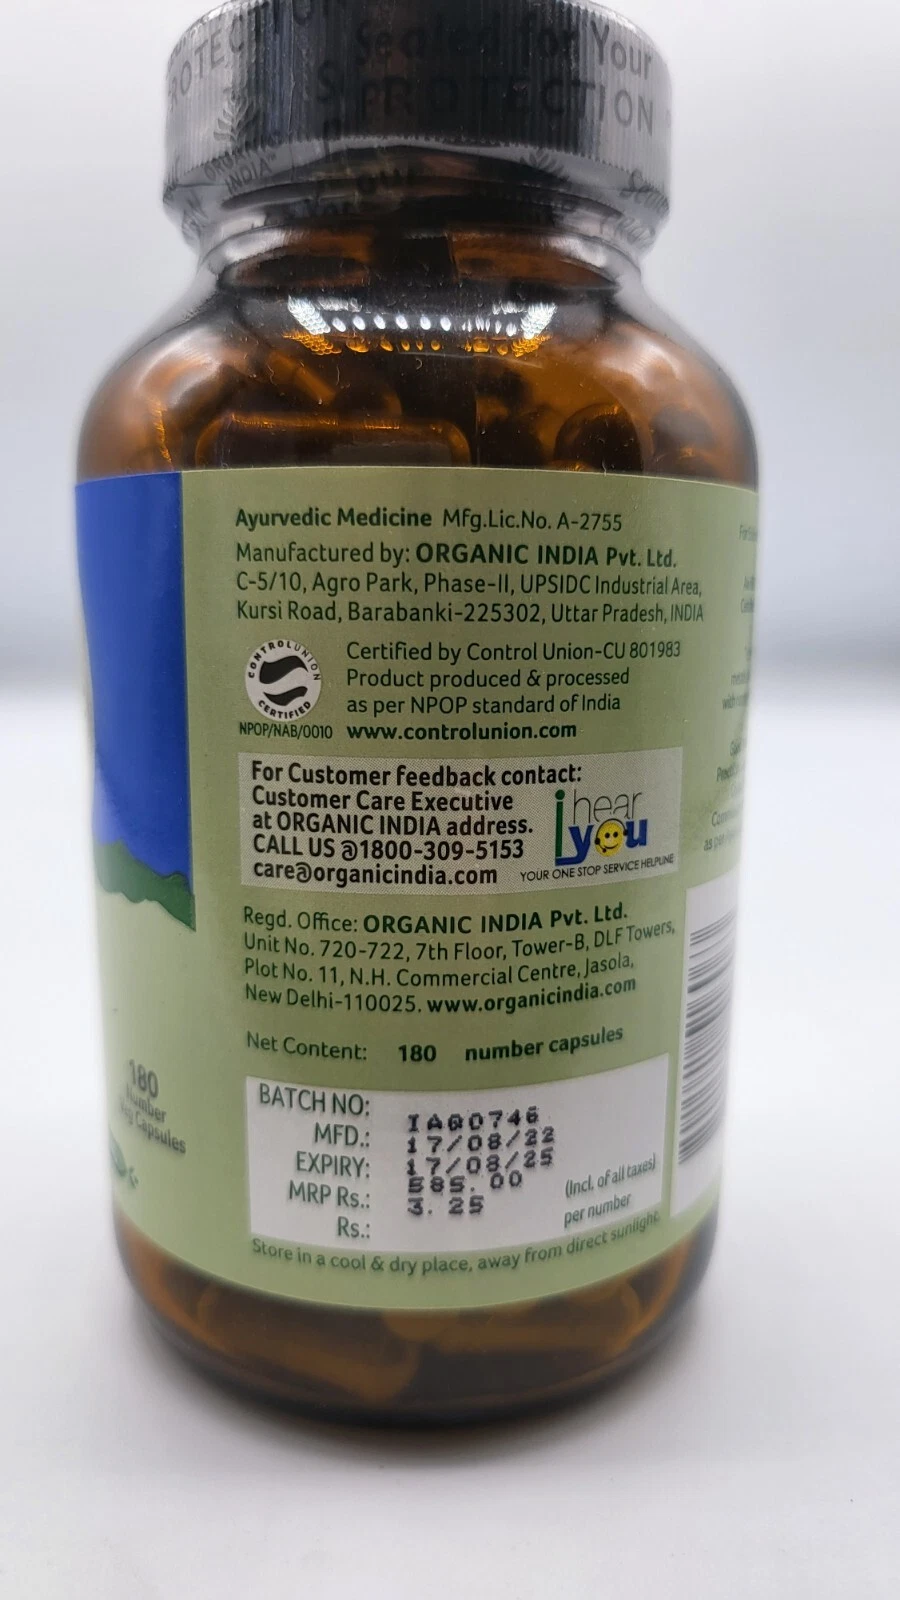 Sealed for Your
PROTECTION
ROTECTION
ORGANIC
INDIA
Ayurvedic Medicine Mfg.Lic.No. A-2755
Manufactured by: ORGANIC INDIA Pvt. Ltd.
C-5/10, Agro Park, Phase-II, UPSIDC Industrial Area,
Kursi Road, Barabanki-225302, Uttar Pradesh, INDIA
CONTROLUNION
CERTIFIED
NPOP/NAB/0010
Certified by Control Union-CU 801983
Product produced & processed
as per NPOP standard of India
www.controlunion.com
For Customer feedback contact:
Customer Care Executive
at ORGANIC INDIA address.
CALL US @1800-309-5153
care@organicindia.com
i hear
you
YOUR ONE STOP SERVICE HELPLINE
Regd. Office: ORGANIC INDIA Pvt. Ltd.
Unit No. 720-722, 7th Floor, Tower-B, DLF Towers,
Plot No. 11, N.H. Commercial Centre, Jasola,
New Delhi-110025. www.organicindia.com
Net Content: 180 number capsules
180
Number
Veg Capsules
BATCH NO: IAQ0746
MFD.: 17/08/22
EXPIRY: 17/08/25
MRP Rs.: 585.00 (Incl. of all taxes)
Rs.: 3.25 per number
Store in a cool & dry place, away from direct sunlight.